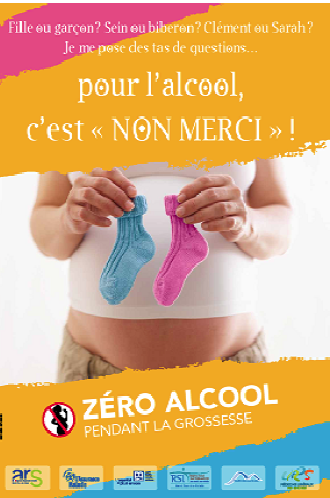 Fille ou garçon? Sein ou biberon? Clément ou Sarah?
Je me pose des tas de questions...
pour l'alcool,
c'est « NON MERCI » !
ZÉRO ALCOOL
PENDANT LA GROSSESSE
ars
RSI